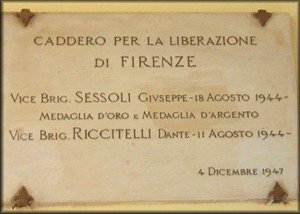 CADDERO PER LA LIBERAZIONE
DI FIRENZE
VICE BRIG. SESSOLI GIVSEPPE - 18 AGOSTO 1944 -
MEDAGLIA D'ORO E MEDAGLIA D'ARGENTO
VICE BRIG. RICCITELLI DANTE - 11 AGOSTO 1944 -
4 DICEMBRE 1947